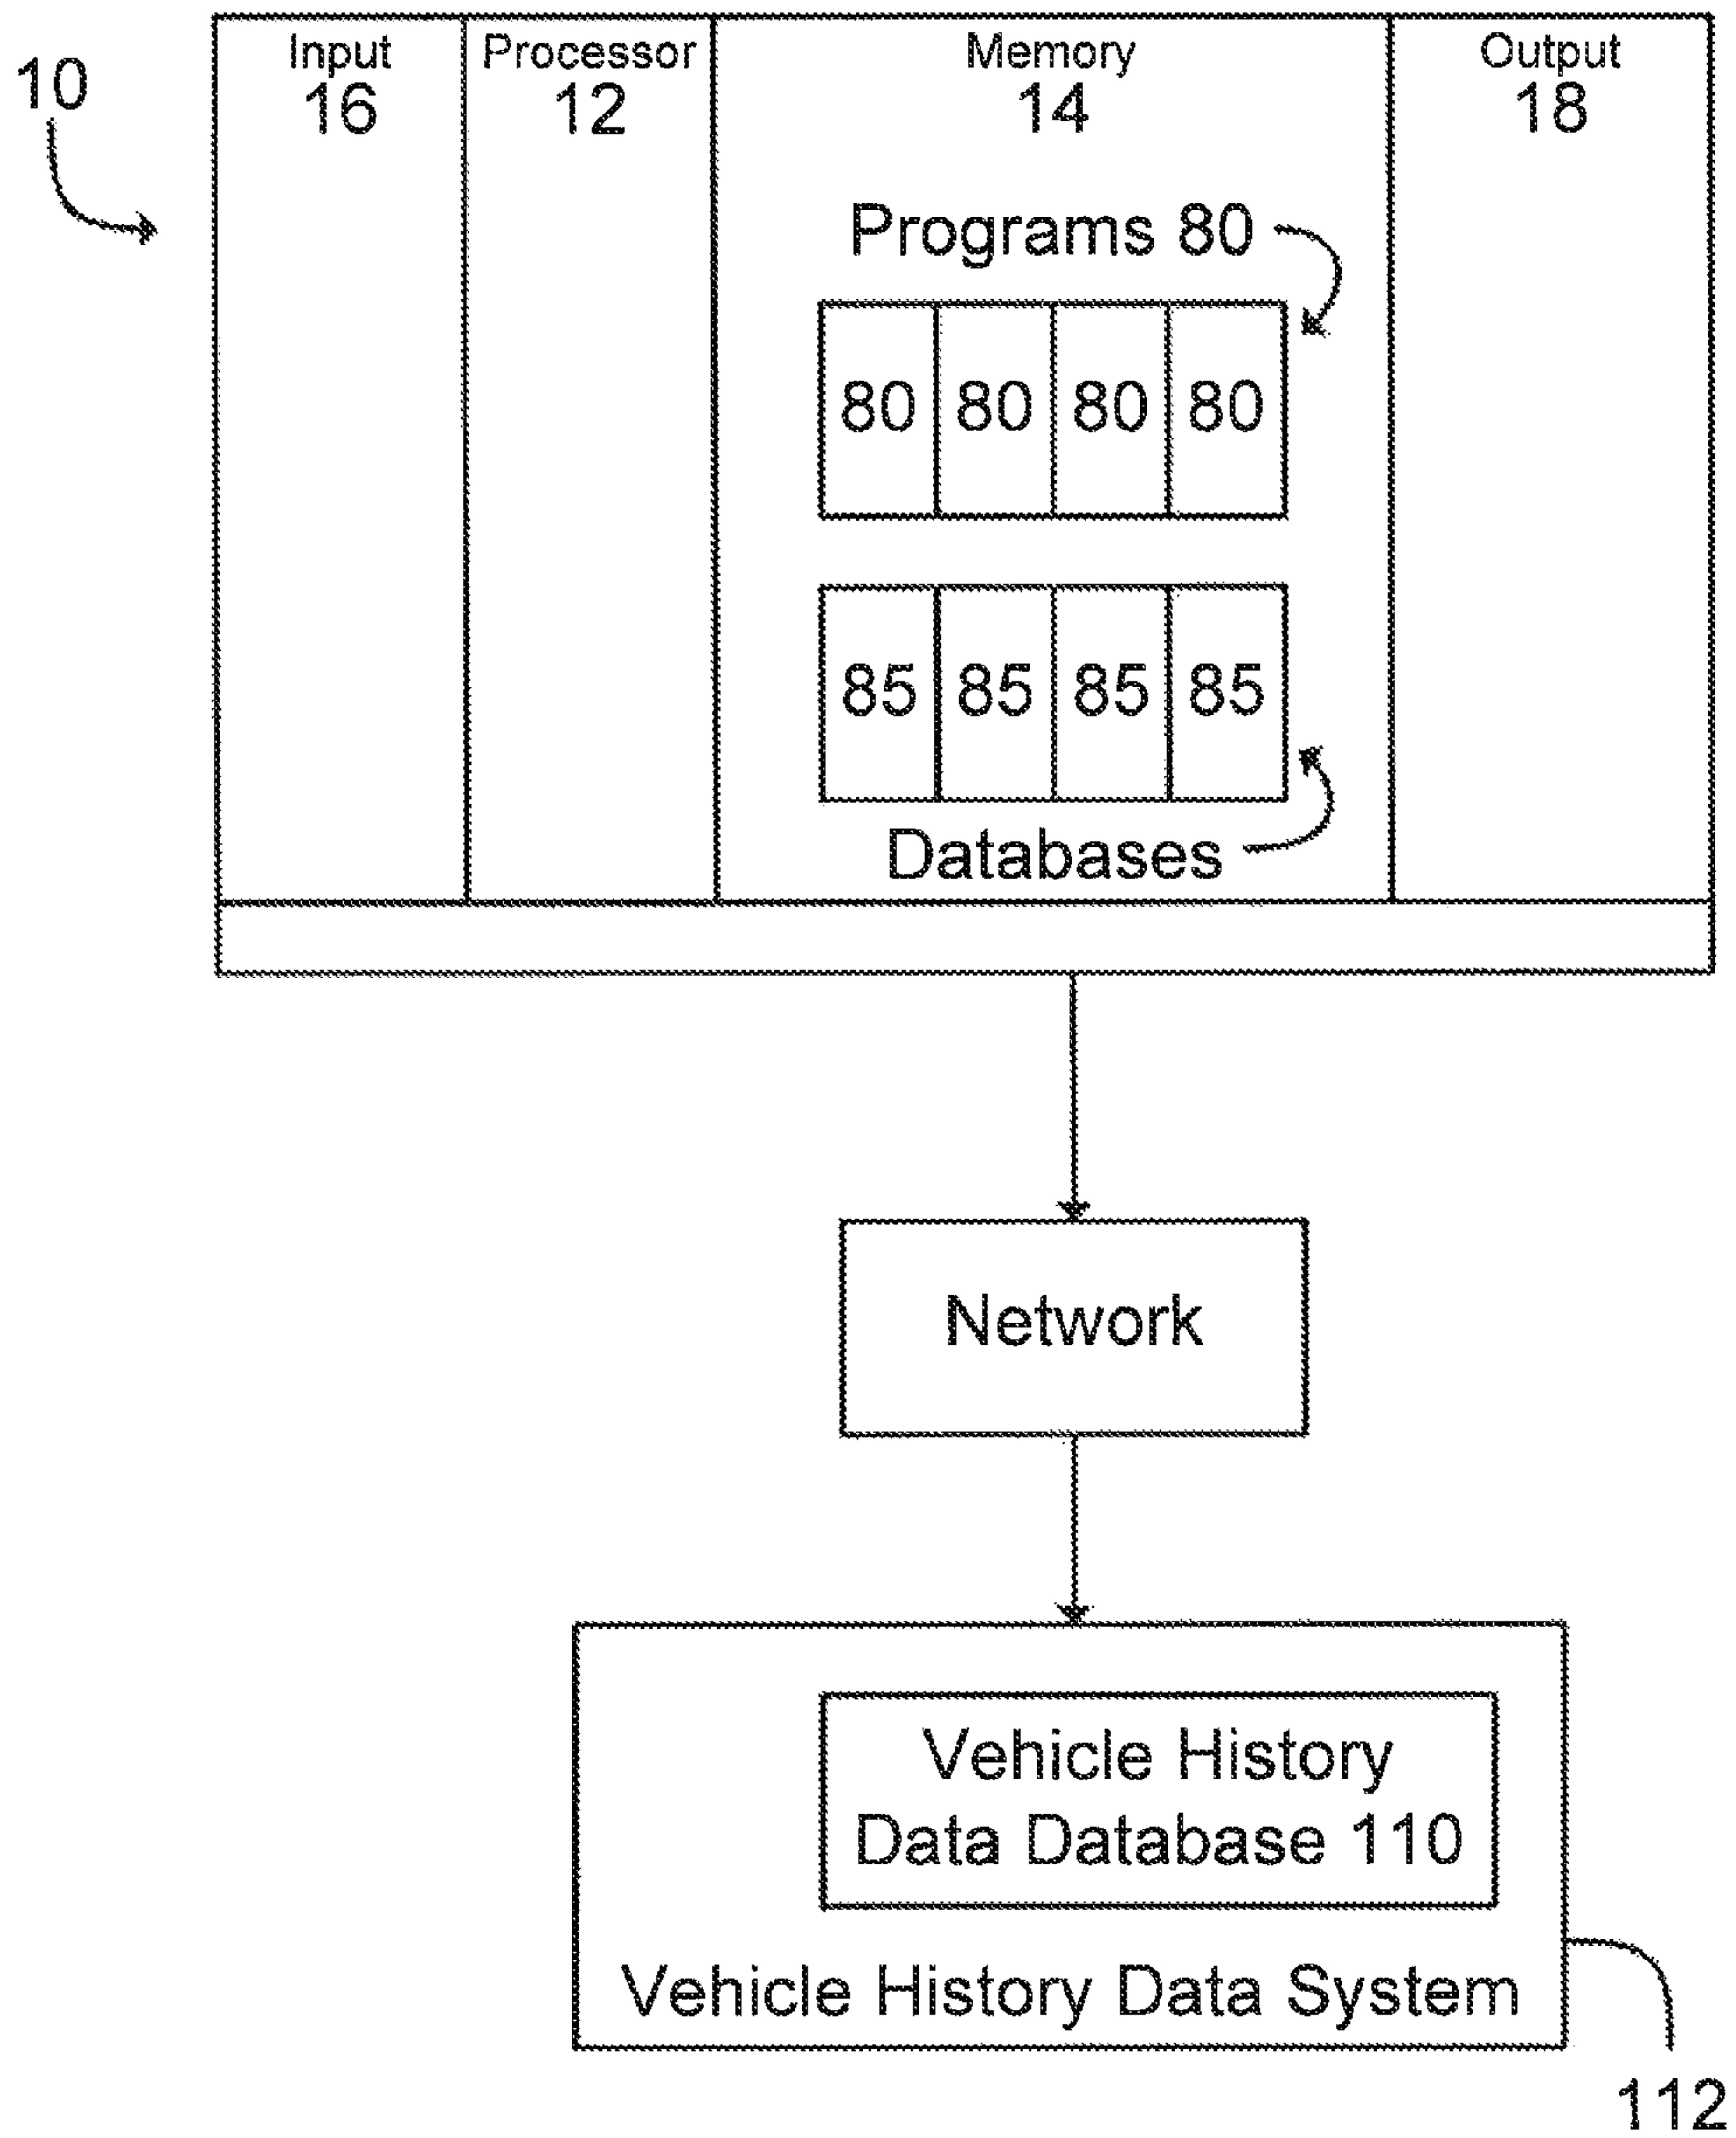 10
Input
16
Processor
12
Memory
14
Output
18
Programs 80
80 80 80 80
85 85 85 85
Databases
Network
Vehicle History
Data Database 110
Vehicle History Data System
112